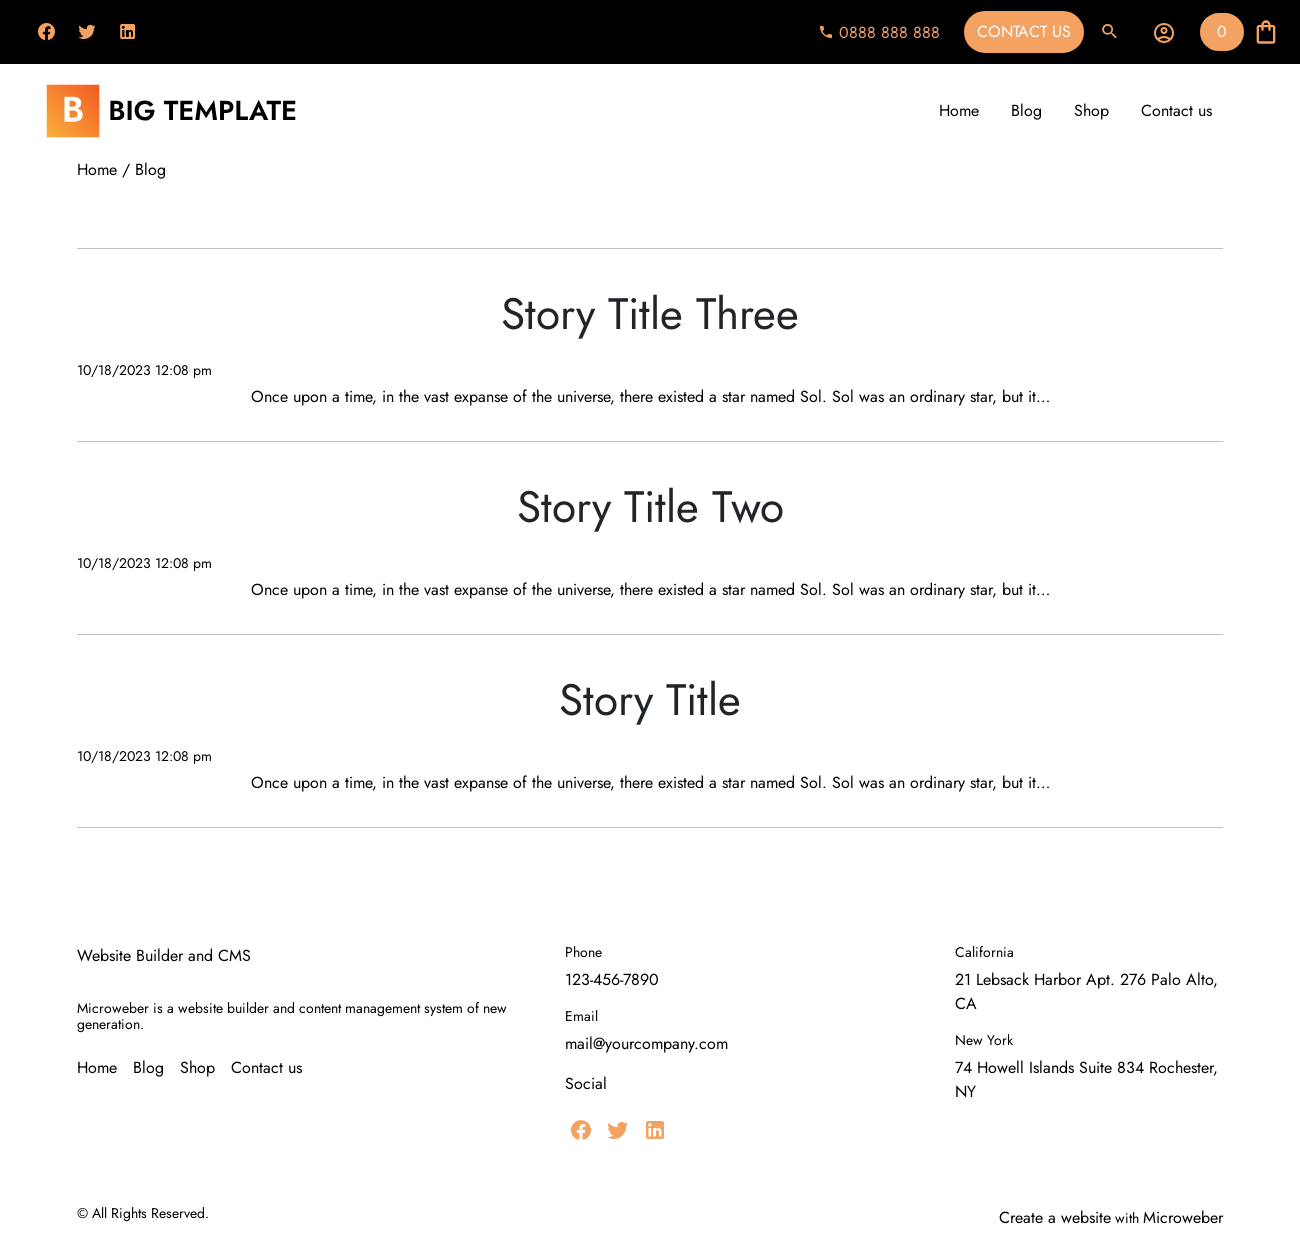 0888 888 888
CONTACT US
0
B BIG TEMPLATE
Home Blog Shop Contact us
Home / Blog
Story Title Three
10/18/2023 12:08 pm
Once upon a time, in the vast expanse of the universe, there existed a star named Sol. Sol was an ordinary star, but it...
Story Title Two
10/18/2023 12:08 pm
Once upon a time, in the vast expanse of the universe, there existed a star named Sol. Sol was an ordinary star, but it...
Story Title
10/18/2023 12:08 pm
Once upon a time, in the vast expanse of the universe, there existed a star named Sol. Sol was an ordinary star, but it...
Website Builder and CMS
Microweber is a website builder and content management system of new
generation.
Home Blog Shop Contact us
Phone
123-456-7890
Email
mail@yourcompany.com
Social
California
21 Lebsack Harbor Apt. 276 Palo Alto,
CA
New York
74 Howell Islands Suite 834 Rochester,
NY
© All Rights Reserved.
Create a website with Microweber